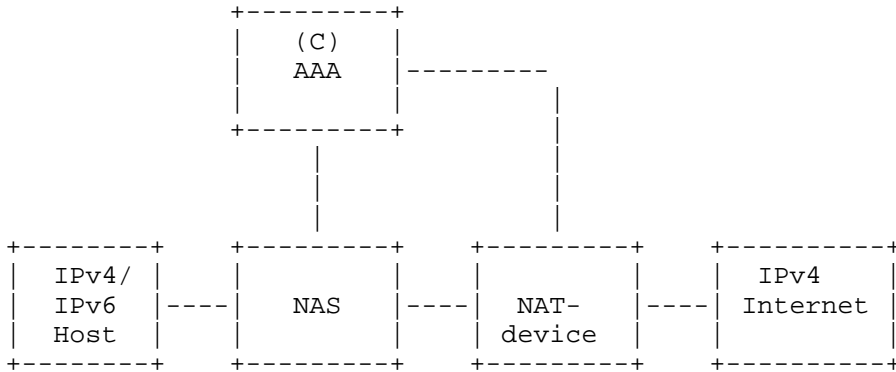 (C)
AAA
IPv4/
IPv6
Host
NAS
NAT-
device
IPv4
Internet